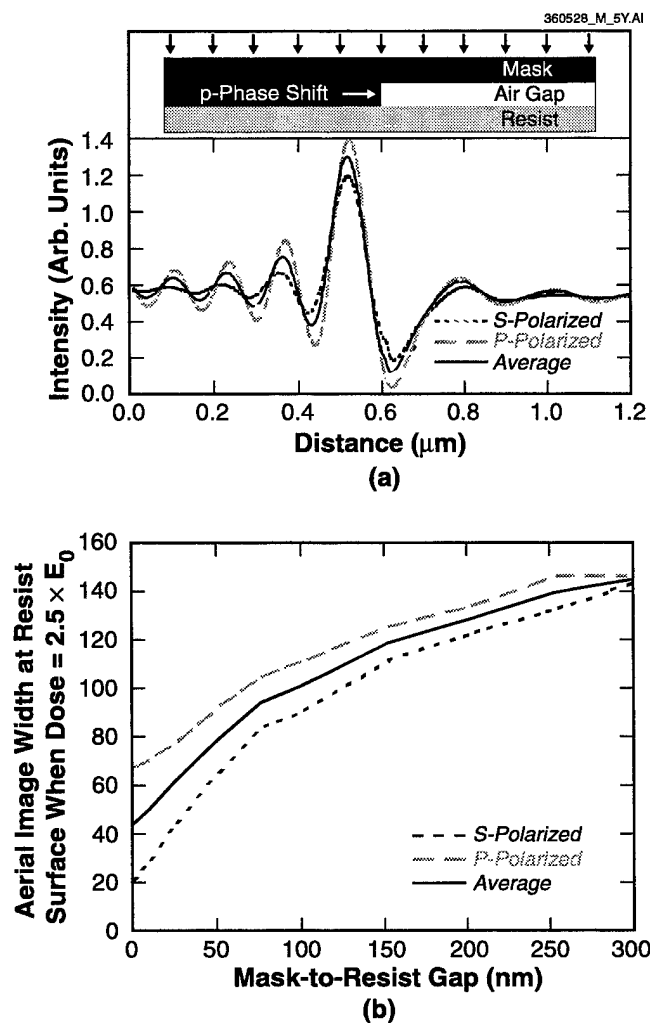 360528_M_5Y.AI
Mask
p-Phase Shift
Air Gap
Resist
1.4
1.2
1.0
0.8
0.6
0.4
0.2
0.0
Intensity (Arb. Units)
S-Polarized
P-Polarized
Average
0.0 0.2 0.4 0.6 0.8 1.0 1.2
Distance (μm)
(a)
160
140
120
100
80
60
40
20
0
Aerial Image Width at Resist
Surface When Dose = 2.5 × E0
S-Polarized
P-Polarized
Average
0 50 100 150 200 250 300
Mask-to-Resist Gap (nm)
(b)